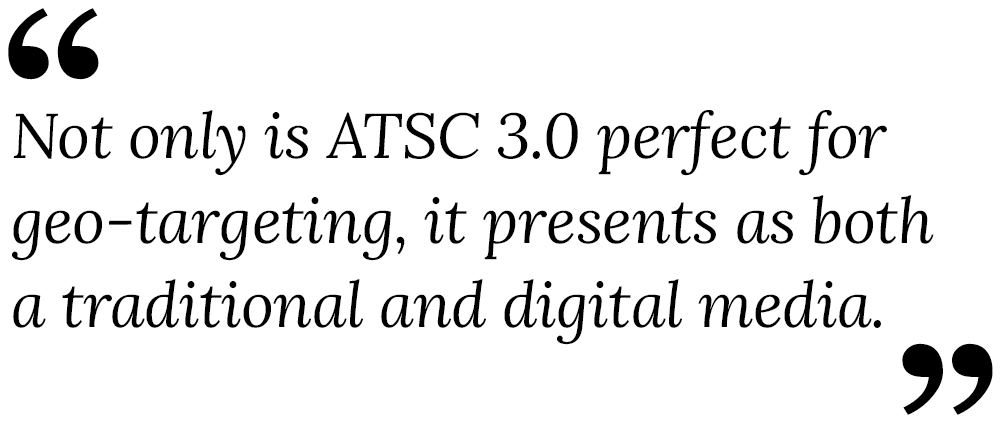 “
Not only is ATSC 3.0 perfect for
geo-targeting, it presents as both
a traditional and digital media.
”